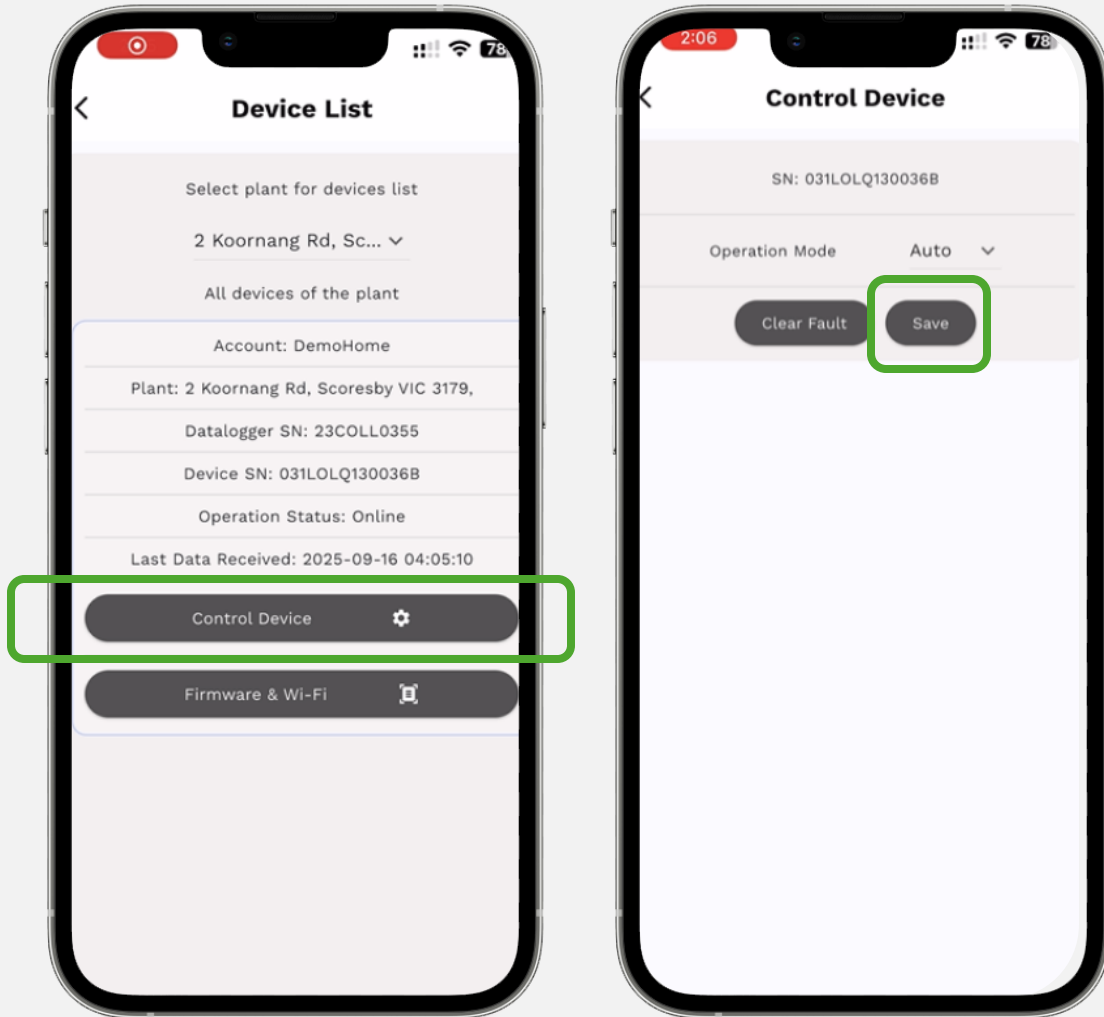 78
Device List
Select plant for devices list
2 Koornang Rd, Sc...
All devices of the plant
Account: DemoHome
Plant: 2 Koornang Rd, Scoresby VIC 3179,
Datalogger SN: 23COLL0355
Device SN: 031LOLQ130036B
Operation Status: Online
Last Data Received: 2025-09-16 04:05:10
Control Device
Firmware & Wi-Fi
2:06
78
Control Device
SN: 031LOLQ130036B
Operation Mode Auto
Clear Fault Save